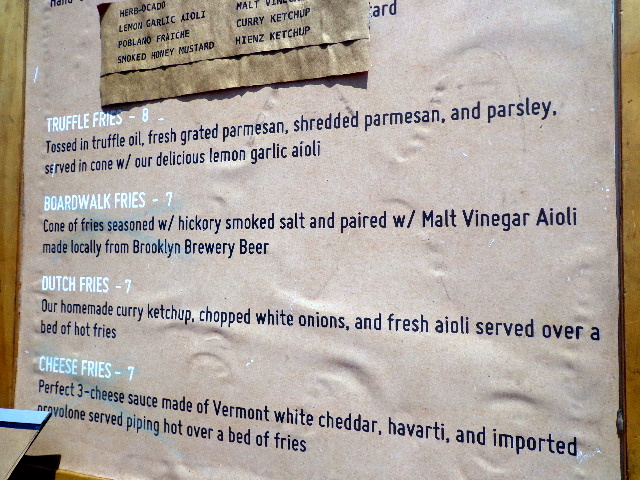 HERB-OCADO
LEMON GARLIC AIOLI
POBLANO FRAICHE
SMOKED HONEY MUSTARD
MALT VINEGAR
CURRY KETCHUP
HIENZ KETCHUP
TRUFFLE FRIES - 8
Tossed in truffle oil, fresh grated parmesan, shredded parmesan, and parsley,
served in cone w/ our delicious lemon garlic aioli
BOARDWALK FRIES - 7
Cone of fries seasoned w/ hickory smoked salt and paired w/ Malt Vinegar Aioli
made locally from Brooklyn Brewery Beer
DUTCH FRIES - 7
Our homemade curry ketchup, chopped white onions, and fresh aioli served over a
bed of hot fries
CHEESE FRIES - 7
Perfect 3-cheese sauce made of Vermont white cheddar, havarti, and imported
provolone served piping hot over a bed of fries